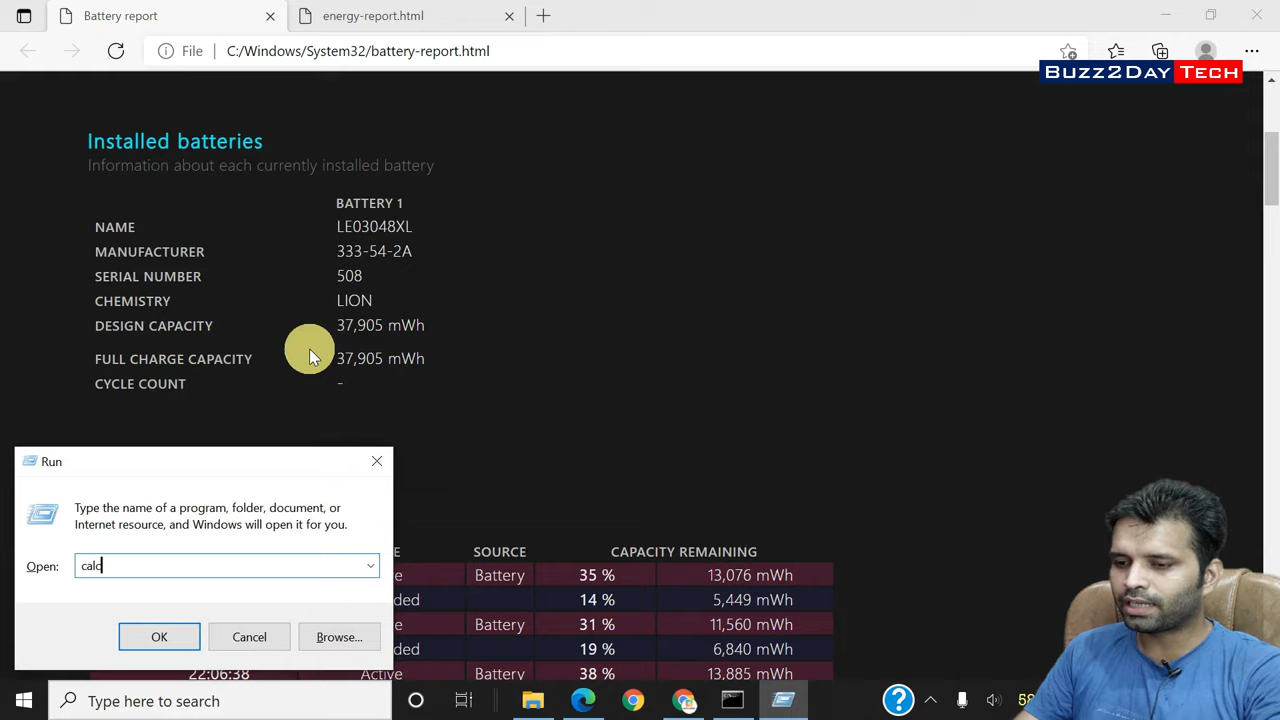 Battery report
energy-report.html
File
C:/Windows/System32/battery-report.html
Buzz2Day Tech
Installed batteries
Information about each currently installed battery
BATTERY 1
NAME LE03048XL
MANUFACTURER 333-54-2A
SERIAL NUMBER 508
CHEMISTRY LION
DESIGN CAPACITY 37,905 mWh
FULL CHARGE CAPACITY 37,905 mWh
CYCLE COUNT -
Run
Type the name of a program, folder, document, or
Internet resource, and Windows will open it for you.
Open: calc
OK Cancel Browse...
SOURCE CAPACITY REMAINING
Battery 35 % 13,076 mWh
14 % 5,449 mWh
Battery 31 % 11,560 mWh
19 % 6,840 mWh
22:06:38 Active Battery 38 % 13,885 mWh
Type here to search